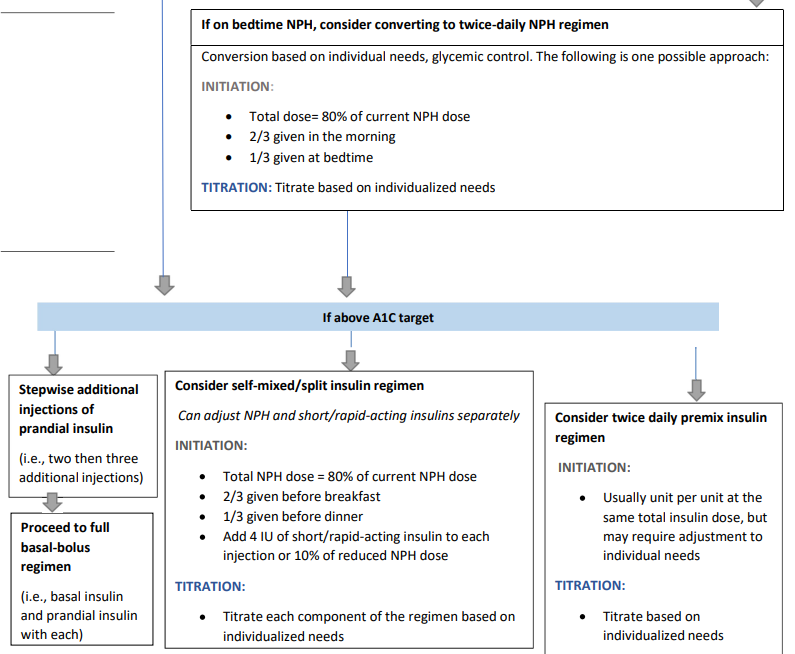 If on bedtime NPH, consider converting to twice-daily NPH regimen
Conversion based on individual needs, glycemic control. The following is one possible approach:
INITIATION:
• Total dose= 80% of current NPH dose
• 2/3 given in the morning
• 1/3 given at bedtime
TITRATION: Titrate based on individualized needs
If above A1C target
Stepwise additional
injections of
prandial insulin
(i.e., two then three
additional injections)
Proceed to full
basal-bolus
regimen
(i.e., basal insulin
and prandial insulin
with each)
Consider self-mixed/split insulin regimen
Can adjust NPH and short/rapid-acting insulins separately
INITIATION:
• Total NPH dose = 80% of current NPH dose
• 2/3 given before breakfast
• 1/3 given before dinner
• Add 4 IU of short/rapid-acting insulin to each
injection or 10% of reduced NPH dose
TITRATION:
• Titrate each component of the regimen based on
individualized needs
Consider twice daily premix insulin
regimen
INITIATION:
• Usually unit per unit at the
same total insulin dose, but
may require adjustment to
individual needs
TITRATION:
• Titrate based on
individualized needs